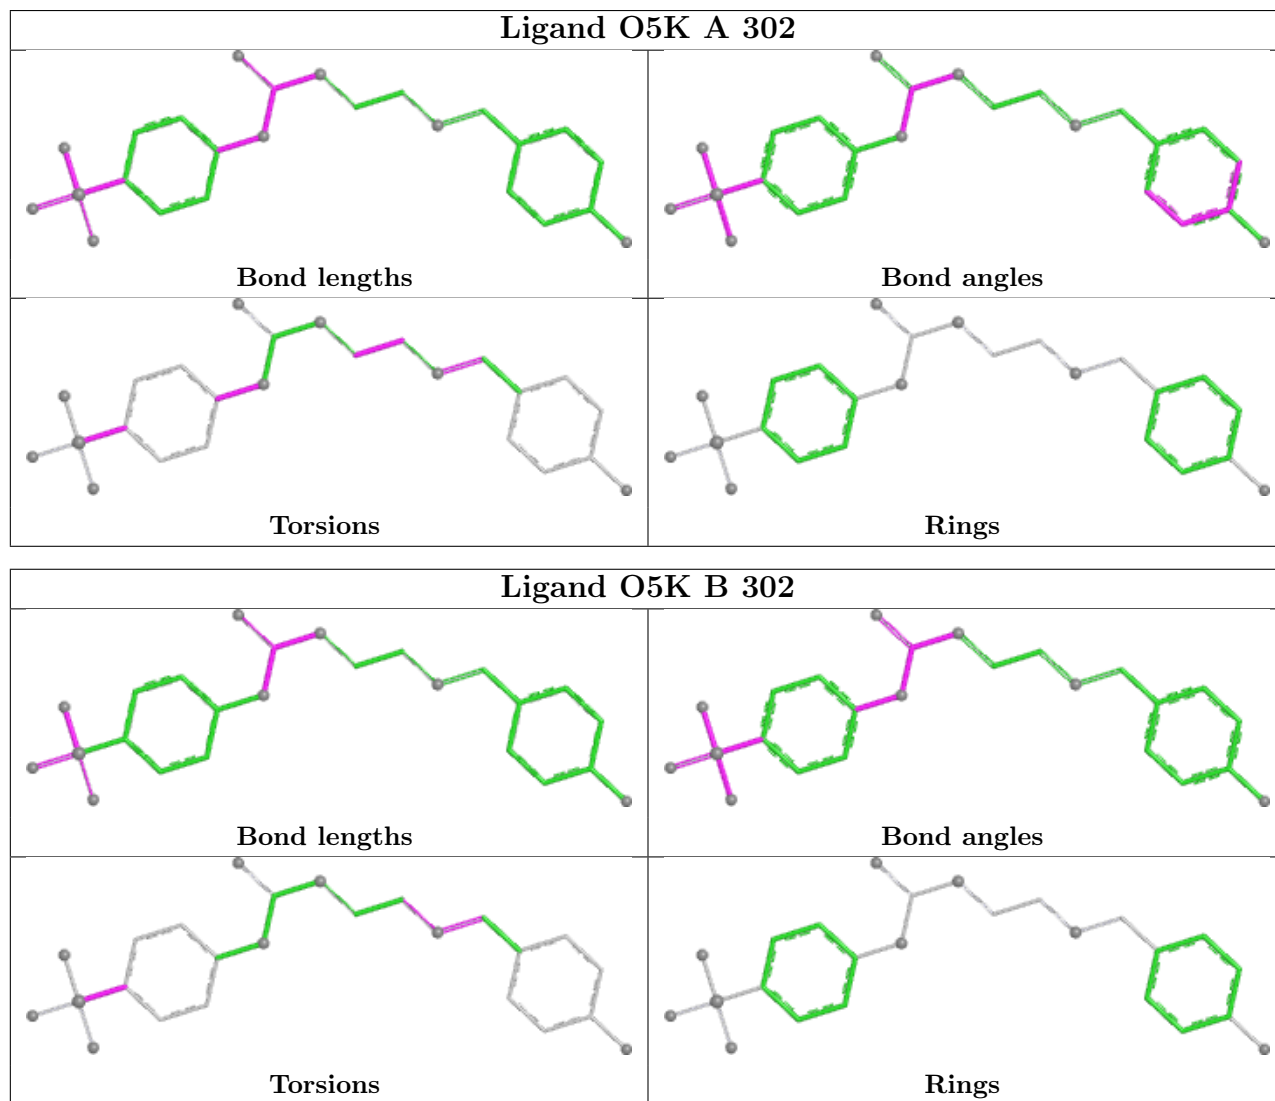 Ligand O5K A 302
Bond lengths
Bond angles
Torsions
Rings
Ligand O5K B 302
Bond lengths
Bond angles
Torsions
Rings